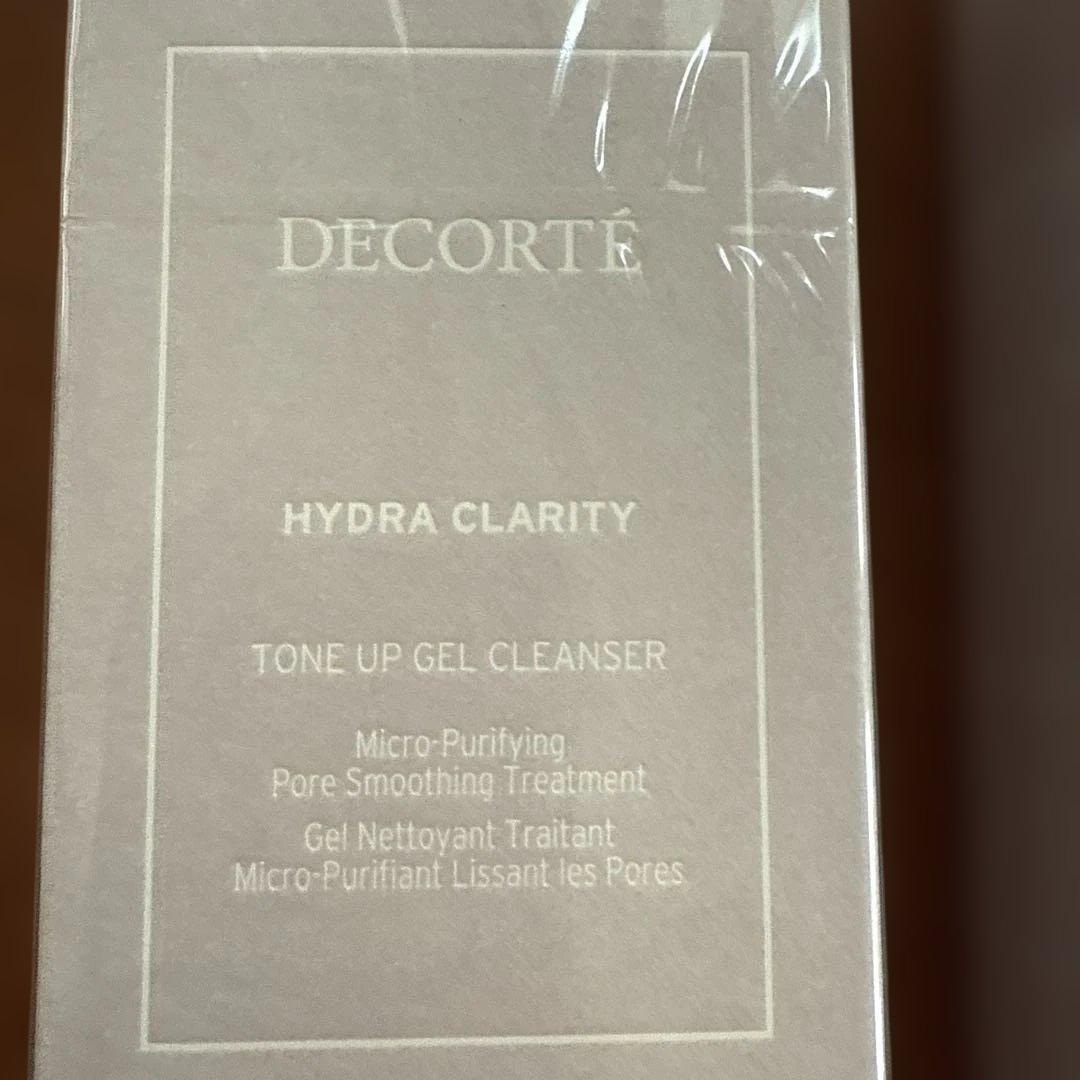 DECORTÉ
HYDRA CLARITY
TONE UP GEL CLEANSER
Micro-Purifying
Pore Smoothing Treatment
Gel Nettoyant Traitant
Micro-Purifiant Lissant les Pores